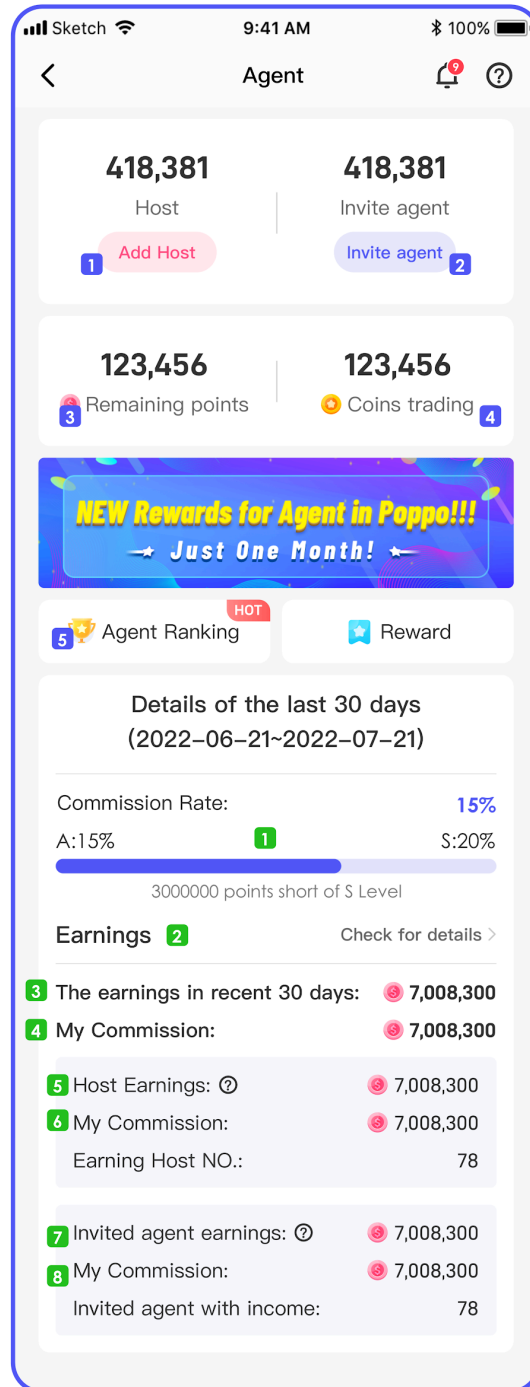 Sketch 9:41 AM 100%
Agent 9
418,381 418,381
Host Invite agent
1 Add Host Invite agent 2
123,456 123,456
3 Remaining points Coins trading 4
NEW Rewards for Agent in Poppo!!!
Just One Month!
HOT
5 Agent Ranking Reward
Details of the last 30 days
(2022-06-21~2022-07-21)
Commission Rate: 15%
A:15% 1 S:20%
3000000 points short of S Level
Earnings 2 Check for details >
3 The earnings in recent 30 days: 7,008,300
4 My Commission: 7,008,300
5 Host Earnings: ? 7,008,300
6 My Commission: 7,008,300
Earning Host NO.: 78
7 Invited agent earnings: ? 7,008,300
8 My Commission: 7,008,300
Invited agent with income: 78